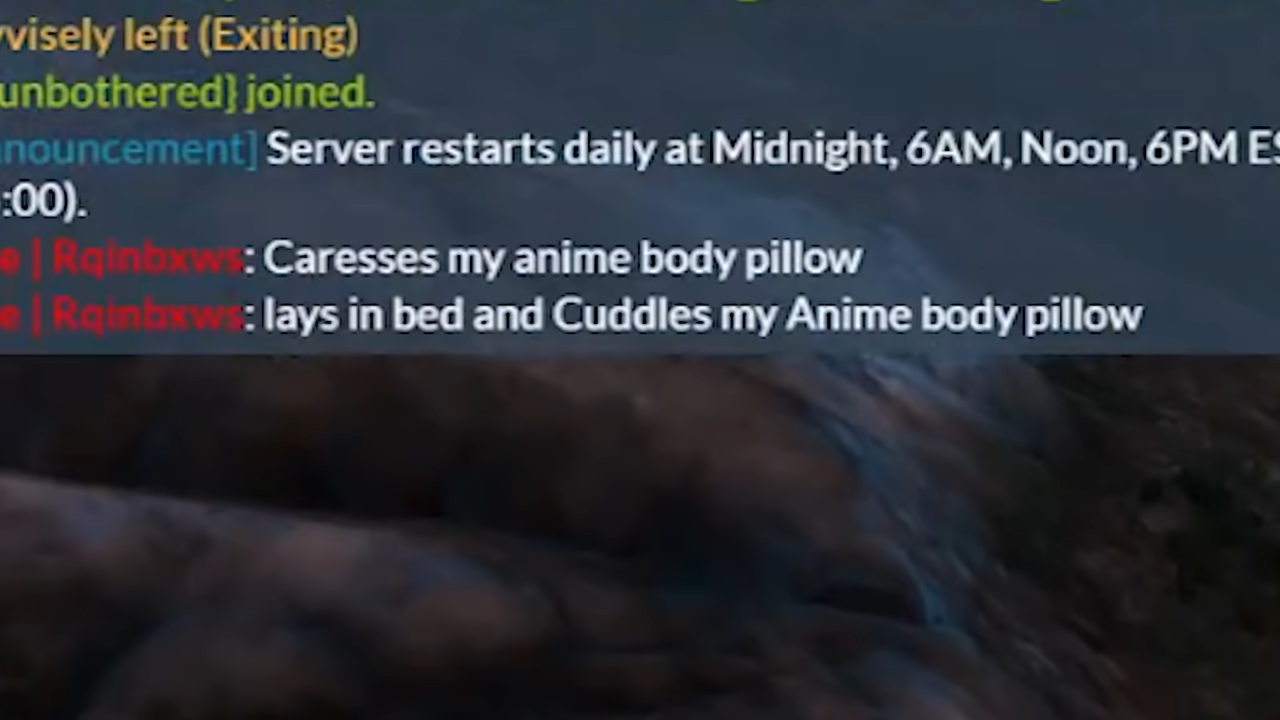 visely left (Exiting)
unbothered} joined.
nouncement] Server restarts daily at Midnight, 6AM, Noon, 6PM ES
:00).
e | Rqinbxws: Caresses my anime body pillow
e | Rqinbxws: lays in bed and Cuddles my Anime body pillow